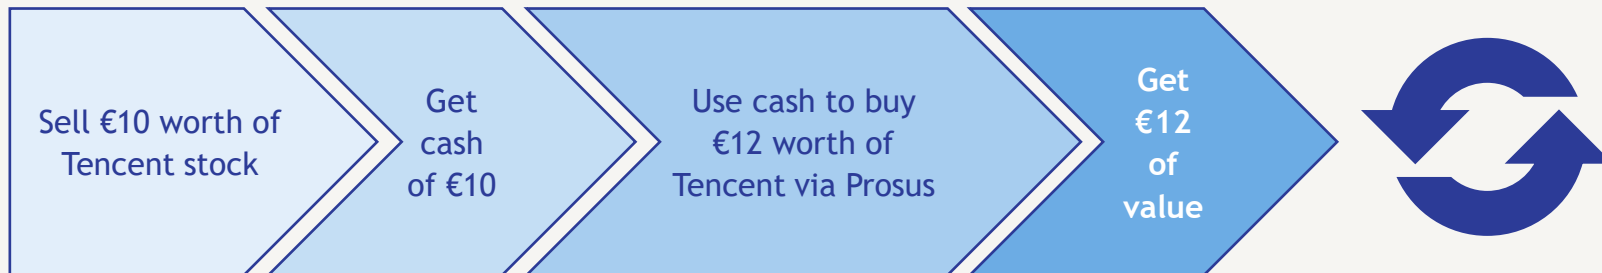 Sell €10 worth of
Tencent stock
Get
cash
of €10
Use cash to buy
€12 worth of
Tencent via Prosus
Get
€12
of
value